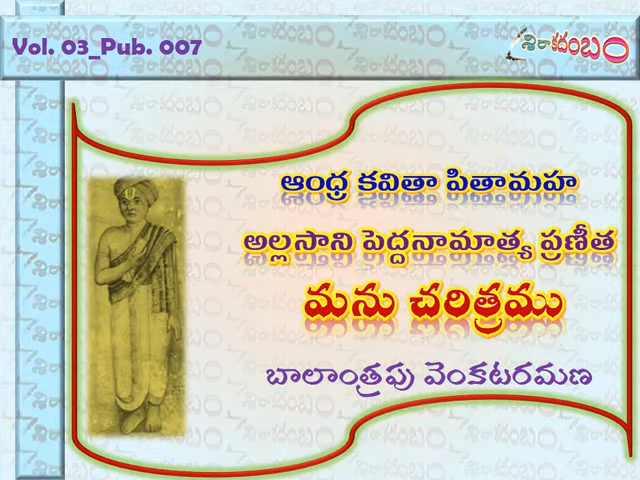 Vol. 03_Pub. 007
శిరాకదంబం
ఆంధ్ర కవితా పితామహ
అల్లసాని పెద్దనామాత్య ప్రణీత
మను చరిత్రము
బాలాంత్రపు వెంకటరమణ